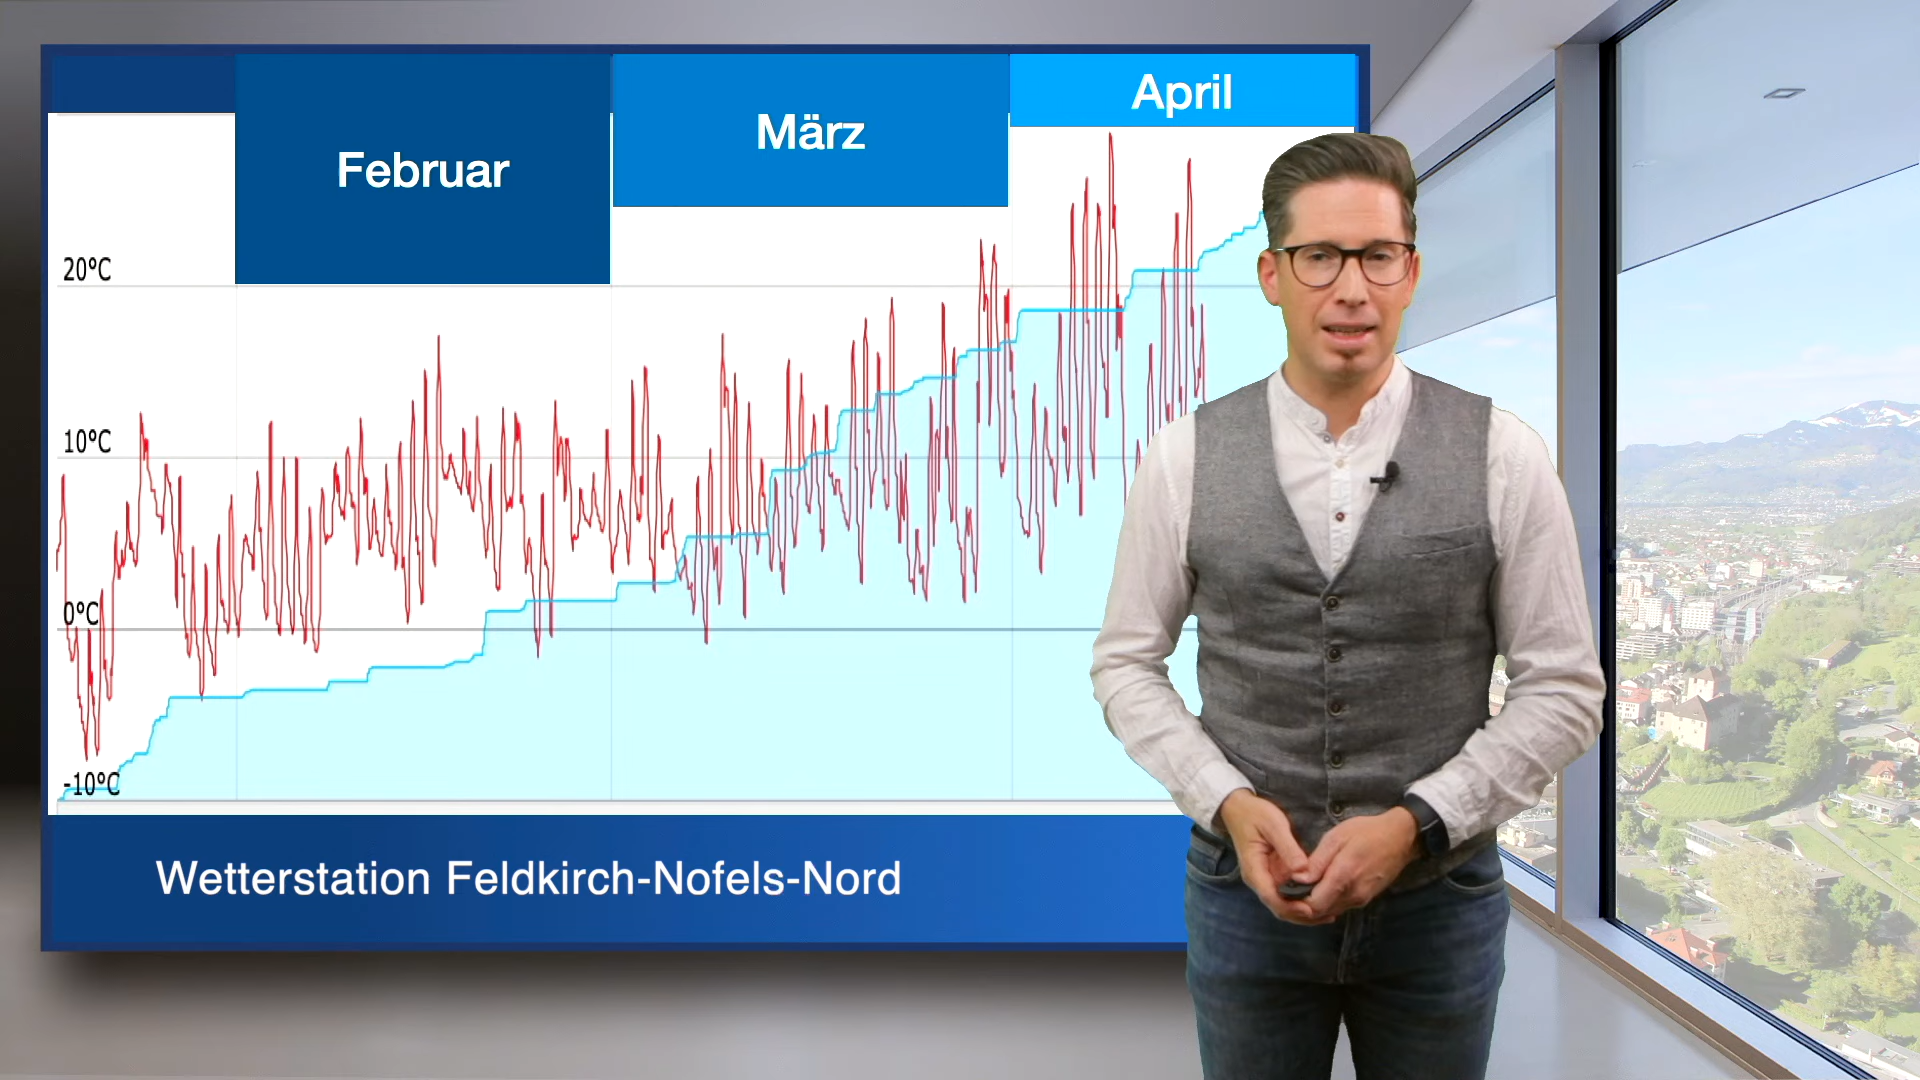 Februar
März
April
20°C
10°C
0°C
-10°C
Wetterstation Feldkirch-Nofels-Nord